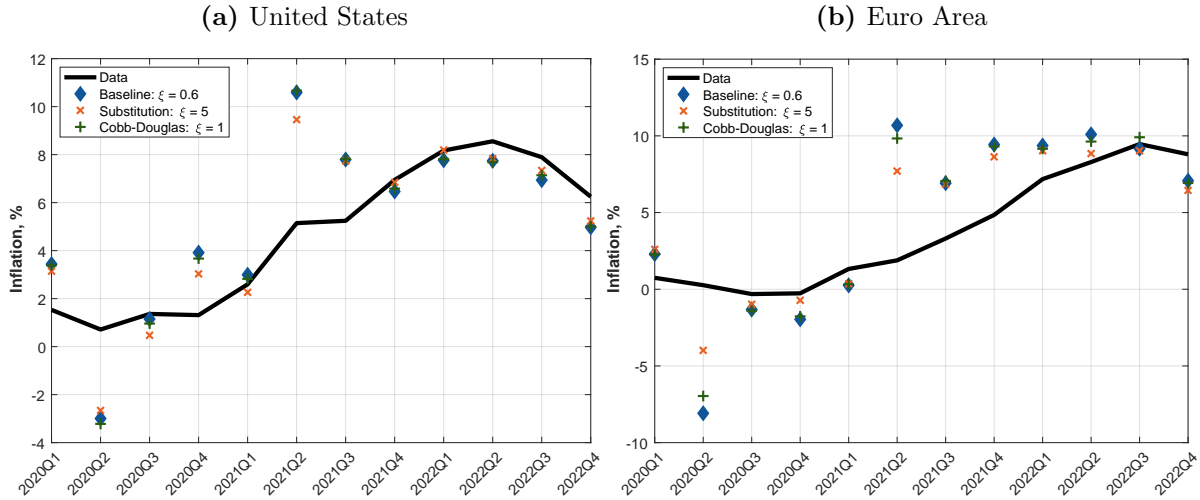 (a) United States
12
10
8
6
4
2
0
-2
-4
Inflation, %
Data
Baseline: ξ = 0.6
Substitution: ξ = 5
Cobb-Douglas: ξ = 1
2020Q1
2020Q2
2020Q3
2020Q4
2021Q1
2021Q2
2021Q3
2021Q4
2022Q1
2022Q2
2022Q3
2022Q4
(b) Euro Area
15
10
5
0
-5
-10
Inflation, %
Data
Baseline: ξ = 0.6
Substitution: ξ = 5
Cobb-Douglas: ξ = 1
2020Q1
2020Q2
2020Q3
2020Q4
2021Q1
2021Q2
2021Q3
2021Q4
2022Q1
2022Q2
2022Q3
2022Q4